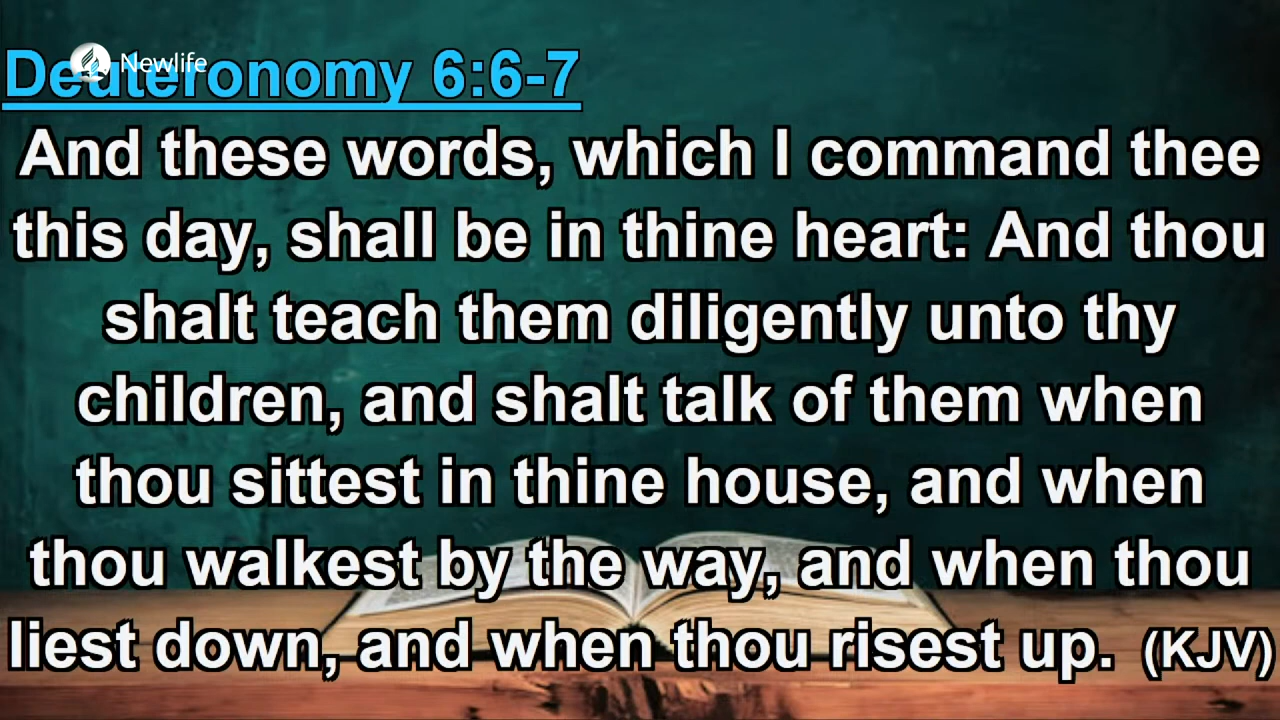 Newlife
Deuteronomy 6:6-7
And these words, which I command thee
this day, shall be in thine heart: And thou
shalt teach them diligently unto thy
children, and shalt talk of them when
thou sittest in thine house, and when
thou walkest by the way, and when thou
liest down, and when thou risest up. (KJV)